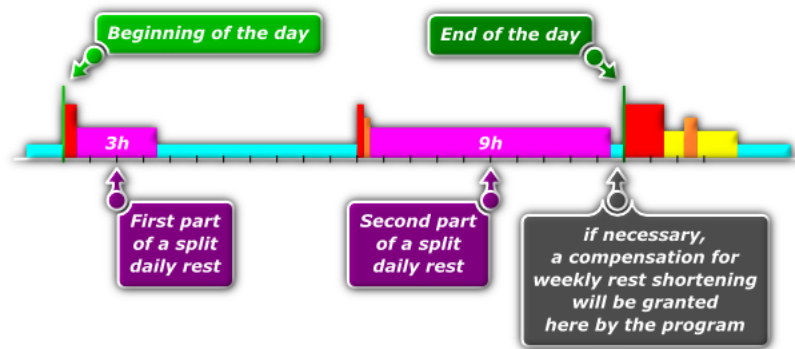 Beginning of the day
End of the day
3h
9h
First part
of a split
daily rest
Second part
of a split
daily rest
if necessary,
a compensation for
weekly rest shortening
will be granted
here by the program